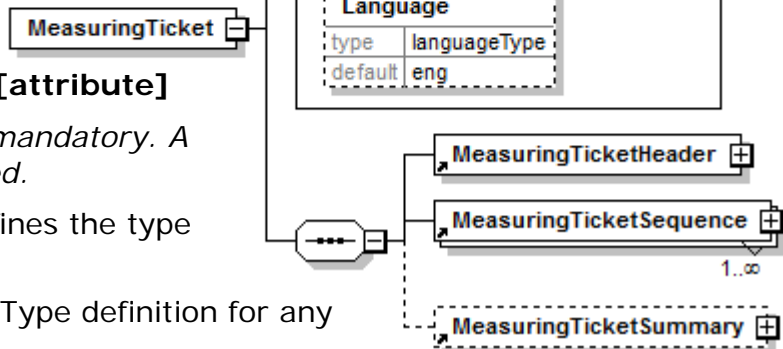 Language
MeasuringTicket
type languageType
default eng
[attribute]
mandatory. A
ed.
ines the type
Type definition for any
MeasuringTicketHeader
MeasuringTicketSequence
1..∞
MeasuringTicketSummary